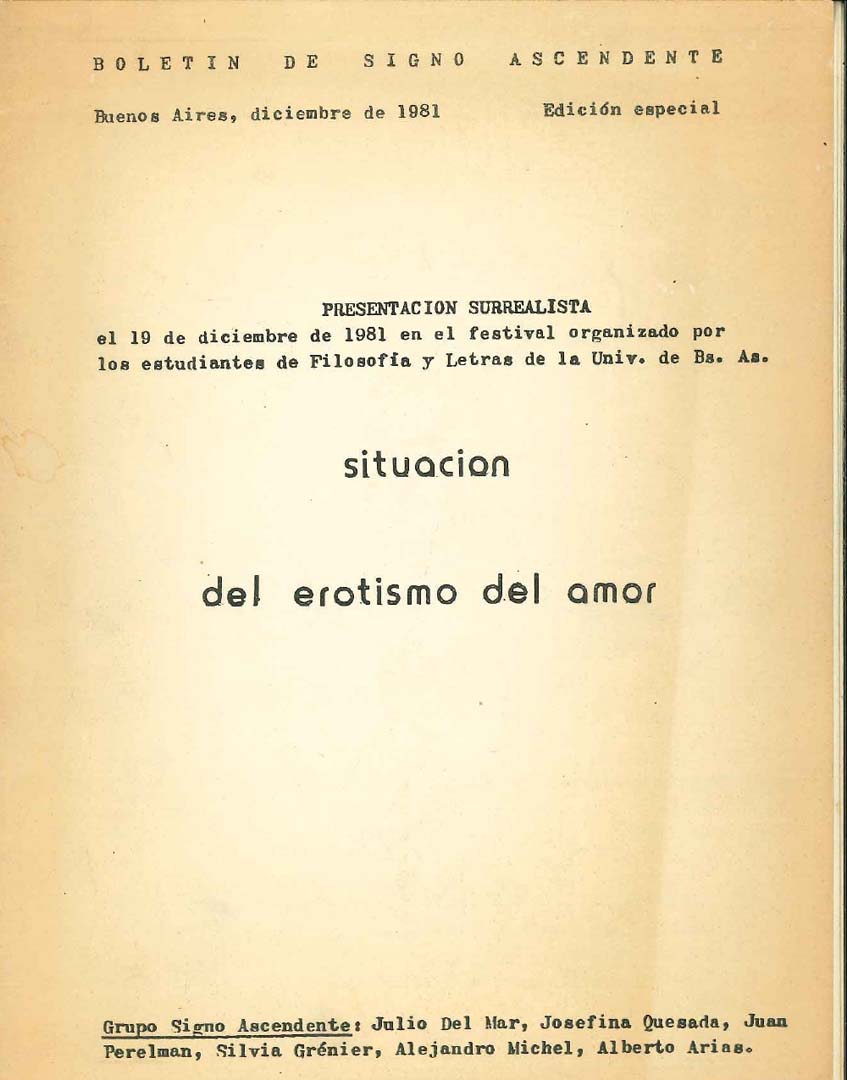 BOLETIN DE SIGNO ASCENDENTE
Buenos Aires, diciembre de 1981 Edición especial
PRESENTACION SURREALISTA
el 19 de diciembre de 1981 en el festival organizado por
los estudiantes de Filosofía y Letras de la Univ. de Bs. As.
situacion
del erotismo del amor
Grupo Signo Ascendente: Julio Del Mar, Josefina Quesada, Juan
Perelman, Silvia Grénier, Alejandro Michel, Alberto Arias.